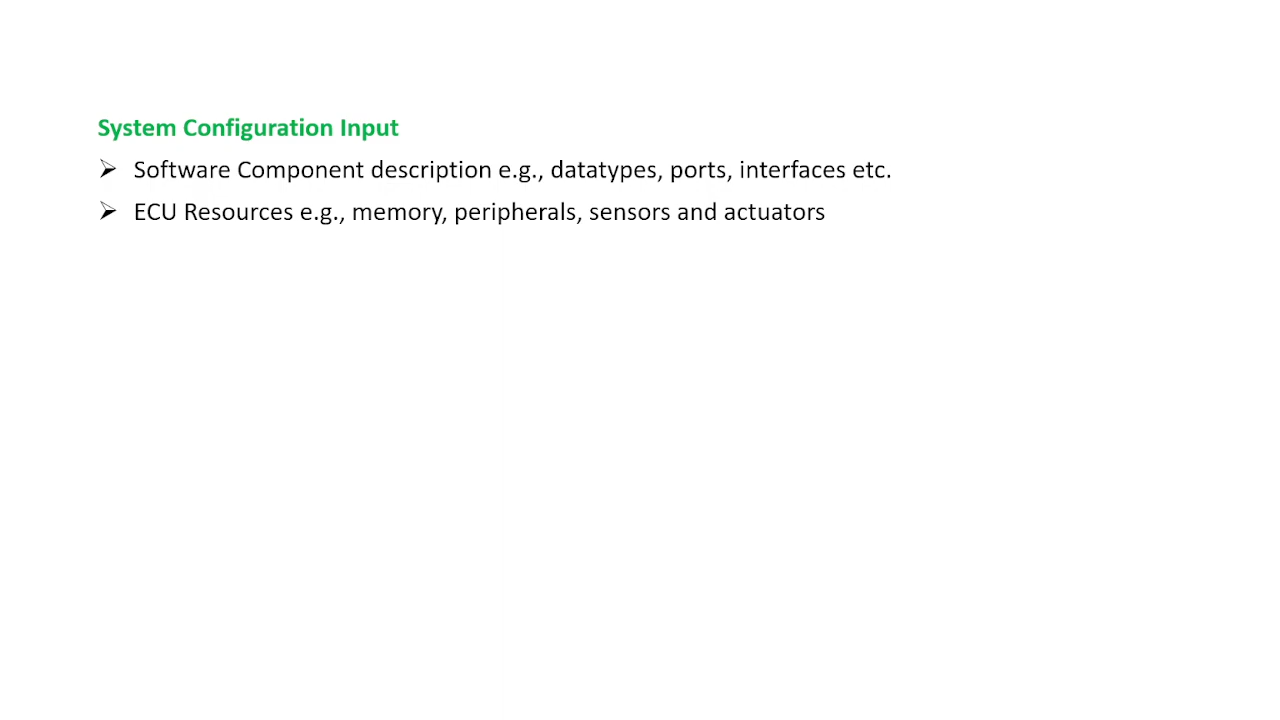 System Configuration Input
➢ Software Component description e.g., datatypes, ports, interfaces etc.
➢ ECU Resources e.g., memory, peripherals, sensors and actuators